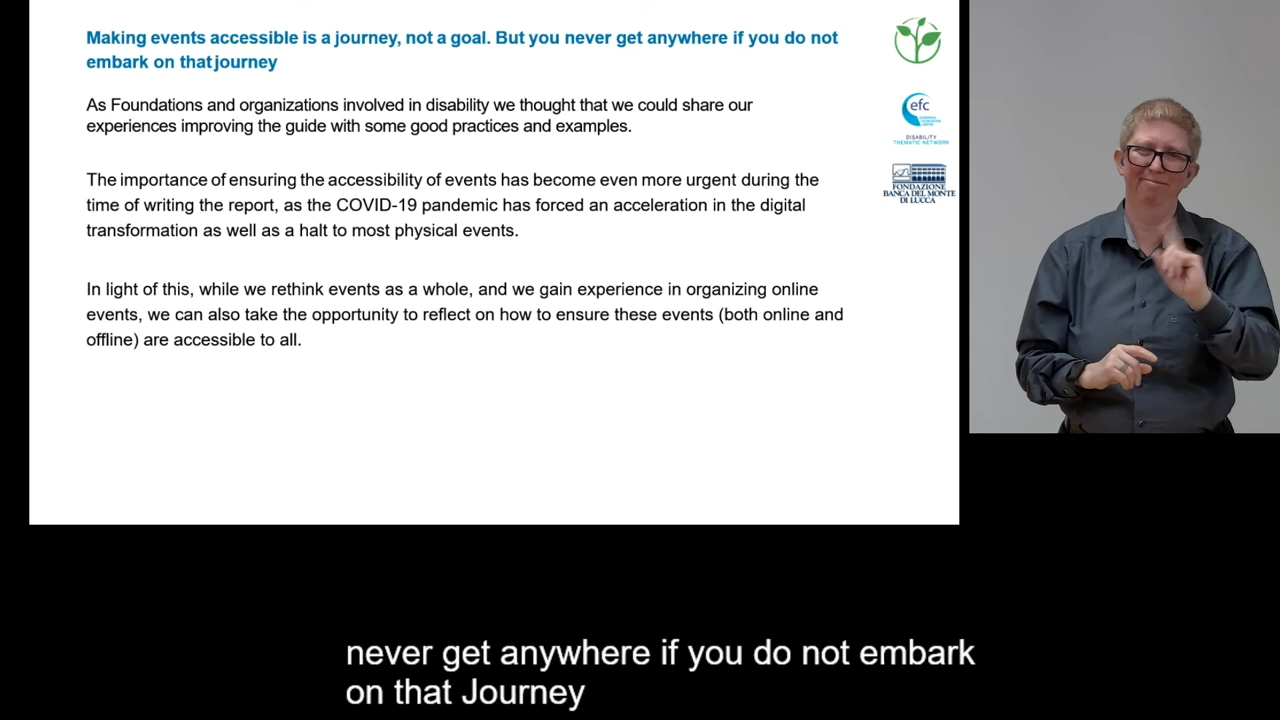 Making events accessible is a journey, not a goal. But you never get anywhere if you do not
embark on that journey
As Foundations and organizations involved in disability we thought that we could share our
experiences improving the guide with some good practices and examples.
The importance of ensuring the accessibility of events has become even more urgent during the
time of writing the report, as the COVID-19 pandemic has forced an acceleration in the digital
transformation as well as a halt to most physical events.
In light of this, while we rethink events as a whole, and we gain experience in organizing online
events, we can also take the opportunity to reflect on how to ensure these events (both online and
offline) are accessible to all.
efc
EUROPEAN
FOUNDATION
CENTRE
DISABILITY
THEMATIC NETWORK
FONDAZIONE
BANCA DEL MONTE
DI LUCCA
never get anywhere if you do not embark
on that Journey